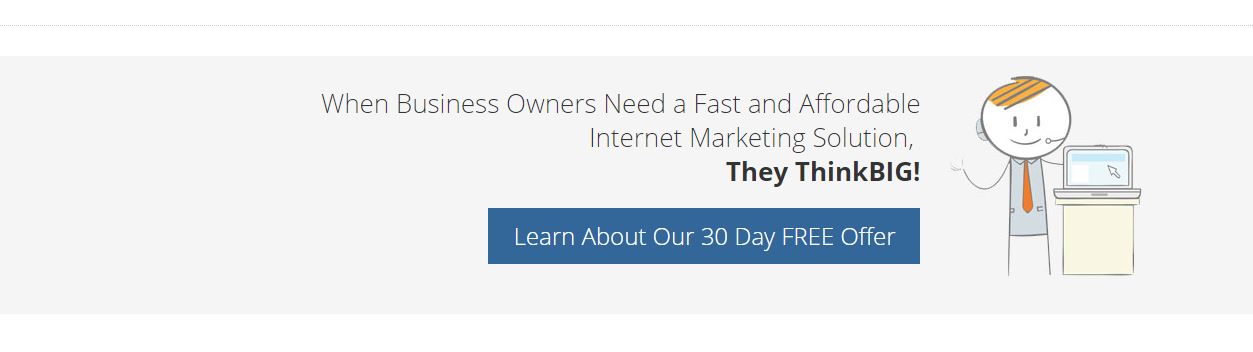 When Business Owners Need a Fast and Affordable
Internet Marketing Solution,
They ThinkBIG!
Learn About Our 30 Day FREE Offer